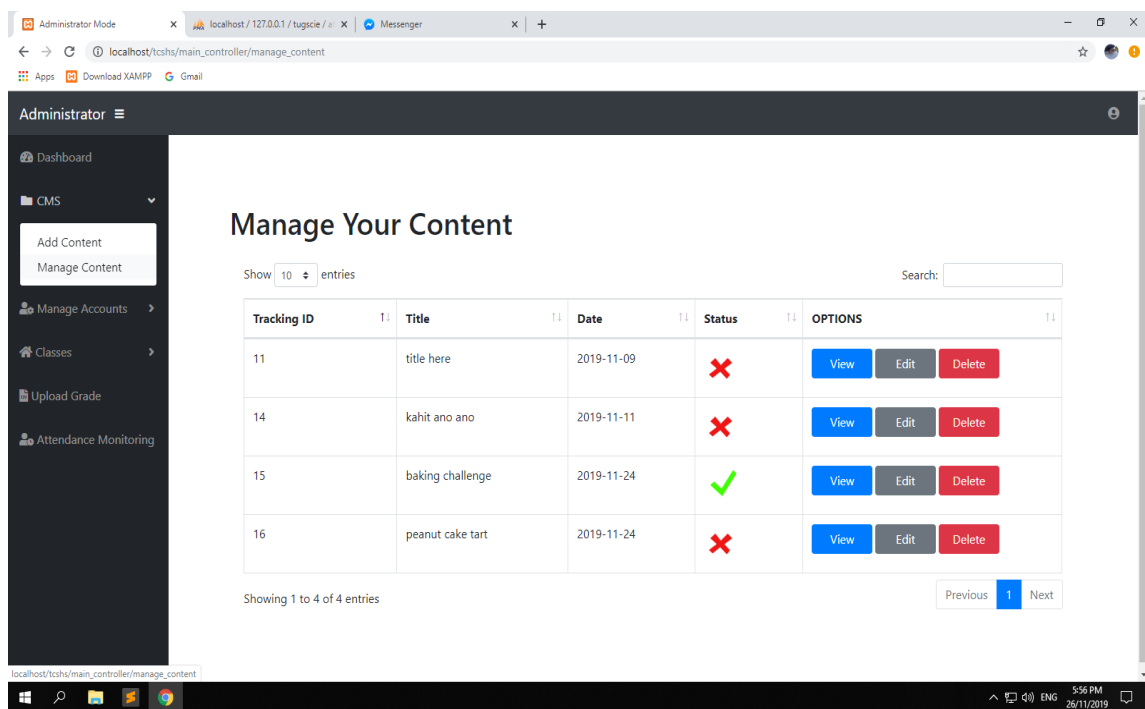 Administrator Mode
localhost / 127.0.0.1 / tugscie / a
Messenger
localhost/tcshs/main_controller/manage_content
Apps Download XAMPP Gmail
Administrator
Dashboard
CMS
Add Content
Manage Content
Manage Accounts
Classes
Upload Grade
Attendance Monitoring
Manage Your Content
Show 10 entries Search:
Tracking ID Title Date Status OPTIONS
11 title here 2019-11-09 View Edit Delete
14 kahit ano ano 2019-11-11 View Edit Delete
15 baking challenge 2019-11-24 View Edit Delete
16 peanut cake tart 2019-11-24 View Edit Delete
Showing 1 to 4 of 4 entries Previous 1 Next
localhost/tcshs/main_controller/manage_content
ENG 5:56 PM
26/11/2019